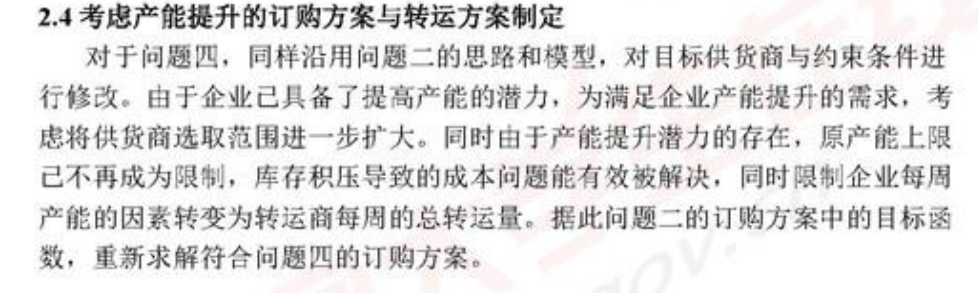 2.4 考虑产能提升的订购方案与转运方案制定
对于问题四，同样沿用问题二的思路和模型，对目标供货商与约束条件进
行修改。由于企业已具备了提高产能的潜力，为满足企业产能提升的需求，考
虑将供货商选取范围进一步扩大。同时由于产能提升潜力的存在，原产能上限
已不再成为限制，库存积压导致的成本问题能有效被解决，同时限制企业每周
产能的因素转变为转运商每周的总转运量。据此问题二的订购方案中的目标函
数，重新求解符合问题四的订购方案。